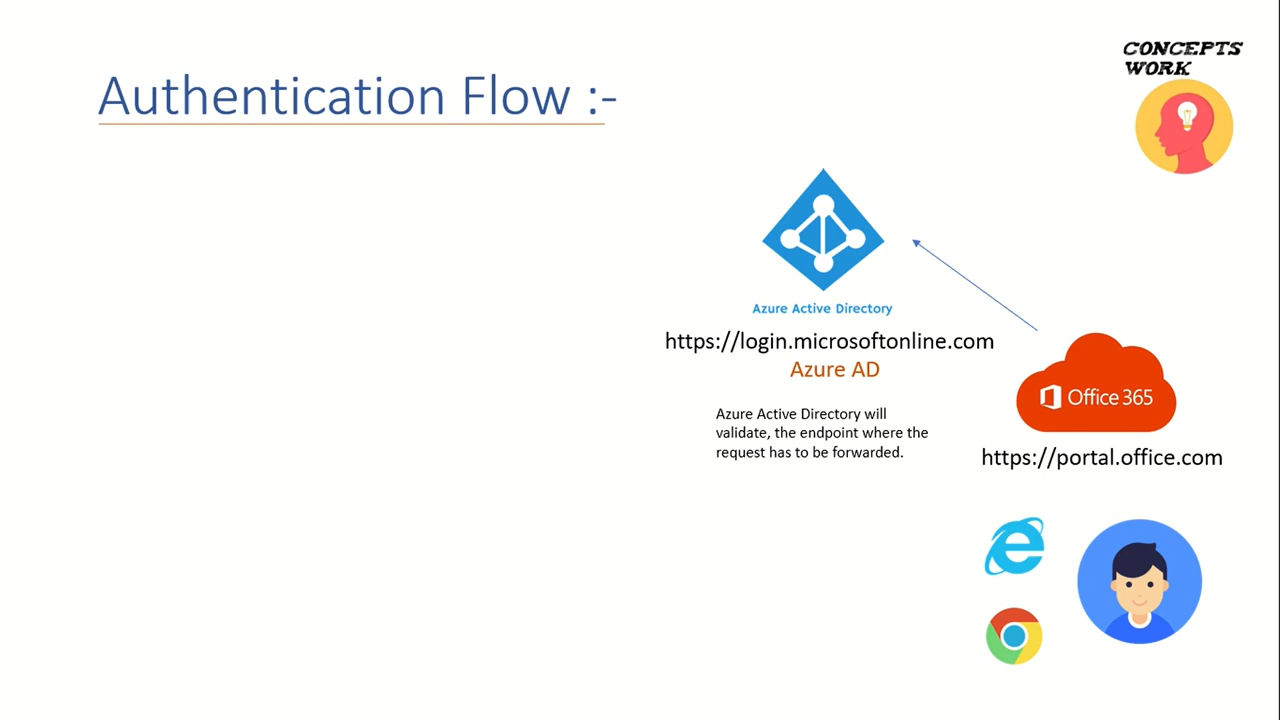 CONCEPTS
WORK
Authentication Flow :-
Azure Active Directory
https://login.microsoftonline.com
Azure AD
Office 365
Azure Active Directory will
validate, the endpoint where the
request has to be forwarded.
https://portal.office.com